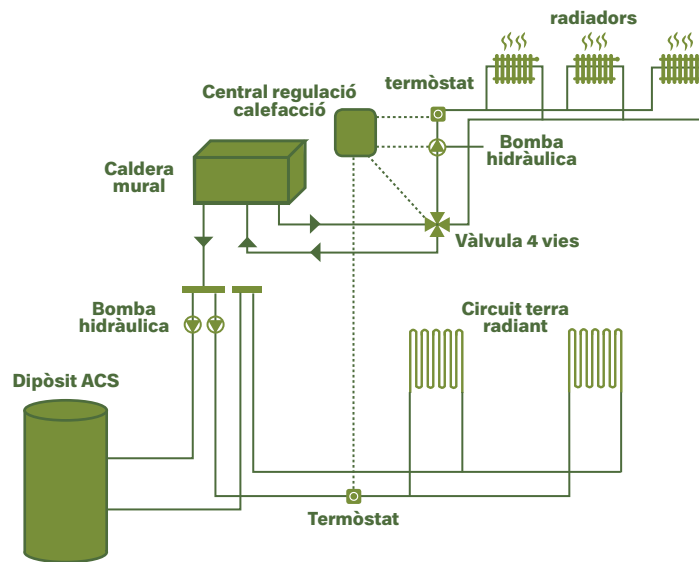 radiadors
termòstat
Central regulació
calefacció
Bomba
hidràulica
Caldera
mural
Vàlvula 4 vies
Bomba
hidràulica
Circuit terra
radiant
Dipòsit ACS
Termòstat